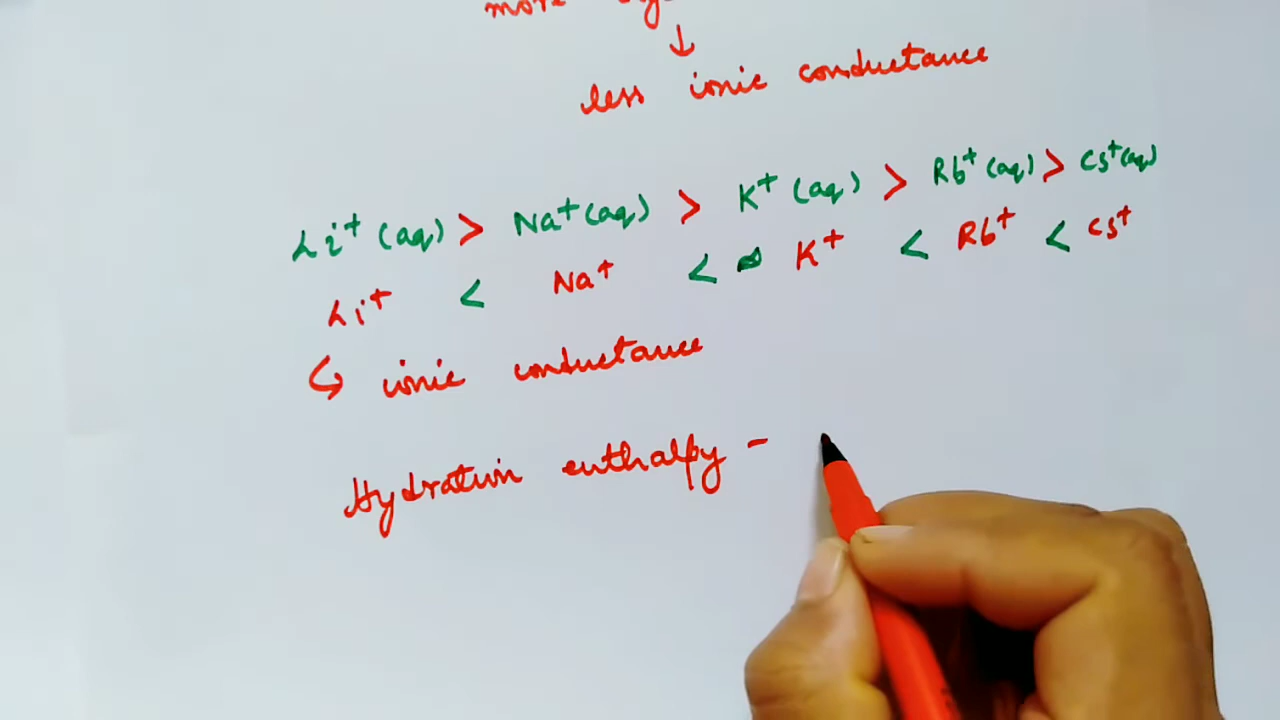 more
↓
less ionic conductance
Li⁺ (aq) > Na⁺ (aq) > K⁺ (aq) > Rb⁺ (aq) > Cs⁺ (aq)
Li⁺ < Na⁺ < K⁺ < Rb⁺ < Cs⁺
↳ ionic conductance
Hydration enthalpy -